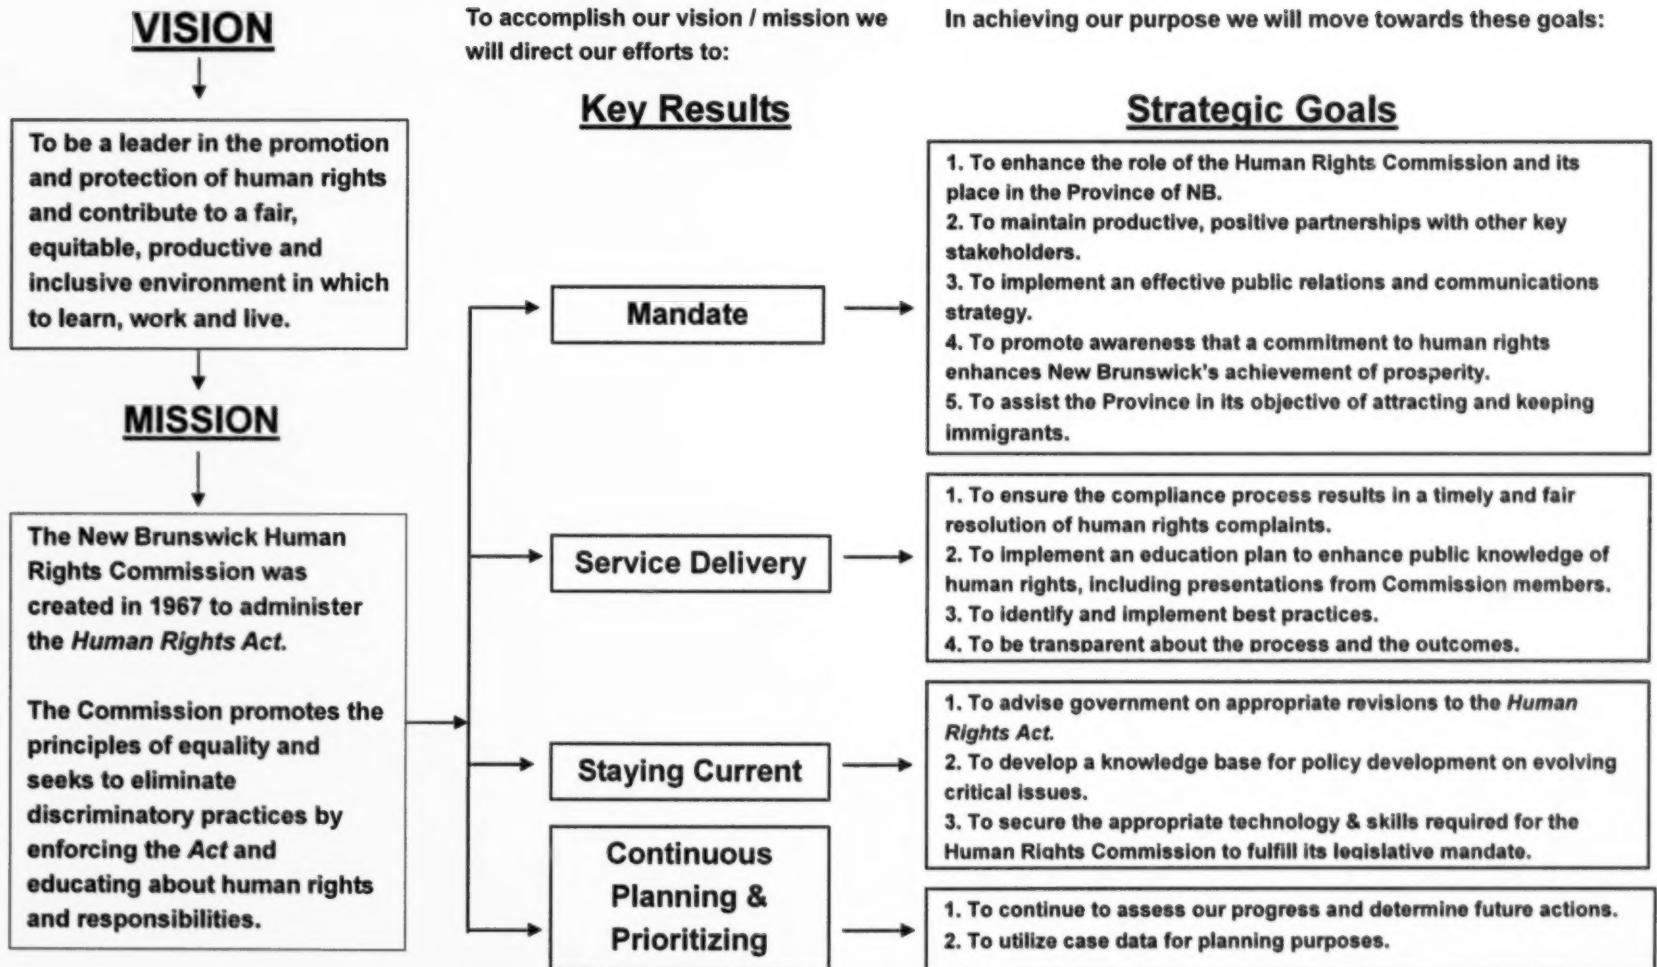 VISION
To be a leader in the promotion
and protection of human rights
and contribute to a fair,
equitable, productive and
inclusive environment in which
to learn, work and live.
MISSION
The New Brunswick Human
Rights Commission was
created in 1967 to administer
the Human Rights Act.
The Commission promotes the
principles of equality and
seeks to eliminate
discriminatory practices by
enforcing the Act and
educating about human rights
and responsibilities.
To accomplish our vision / mission we
will direct our efforts to:
Key Results
Mandate
Service Delivery
Staying Current
Continuous
Planning &
Prioritizing
In achieving our purpose we will move towards these goals:
Strategic Goals
1. To enhance the role of the Human Rights Commission and its
place in the Province of NB.
2. To maintain productive, positive partnerships with other key
stakeholders.
3. To implement an effective public relations and communications
strategy.
4. To promote awareness that a commitment to human rights
enhances New Brunswick's achievement of prosperity.
5. To assist the Province in its objective of attracting and keeping
immigrants.
1. To ensure the compliance process results in a timely and fair
resolution of human rights complaints.
2. To implement an education plan to enhance public knowledge of
human rights, including presentations from Commission members.
3. To identify and implement best practices.
4. To be transparent about the process and the outcomes.
1. To advise government on appropriate revisions to the Human
Rights Act.
2. To develop a knowledge base for policy development on evolving
critical issues.
3. To secure the appropriate technology & skills required for the
Human Rights Commission to fulfill its legislative mandate.
1. To continue to assess our progress and determine future actions.
2. To utilize case data for planning purposes.